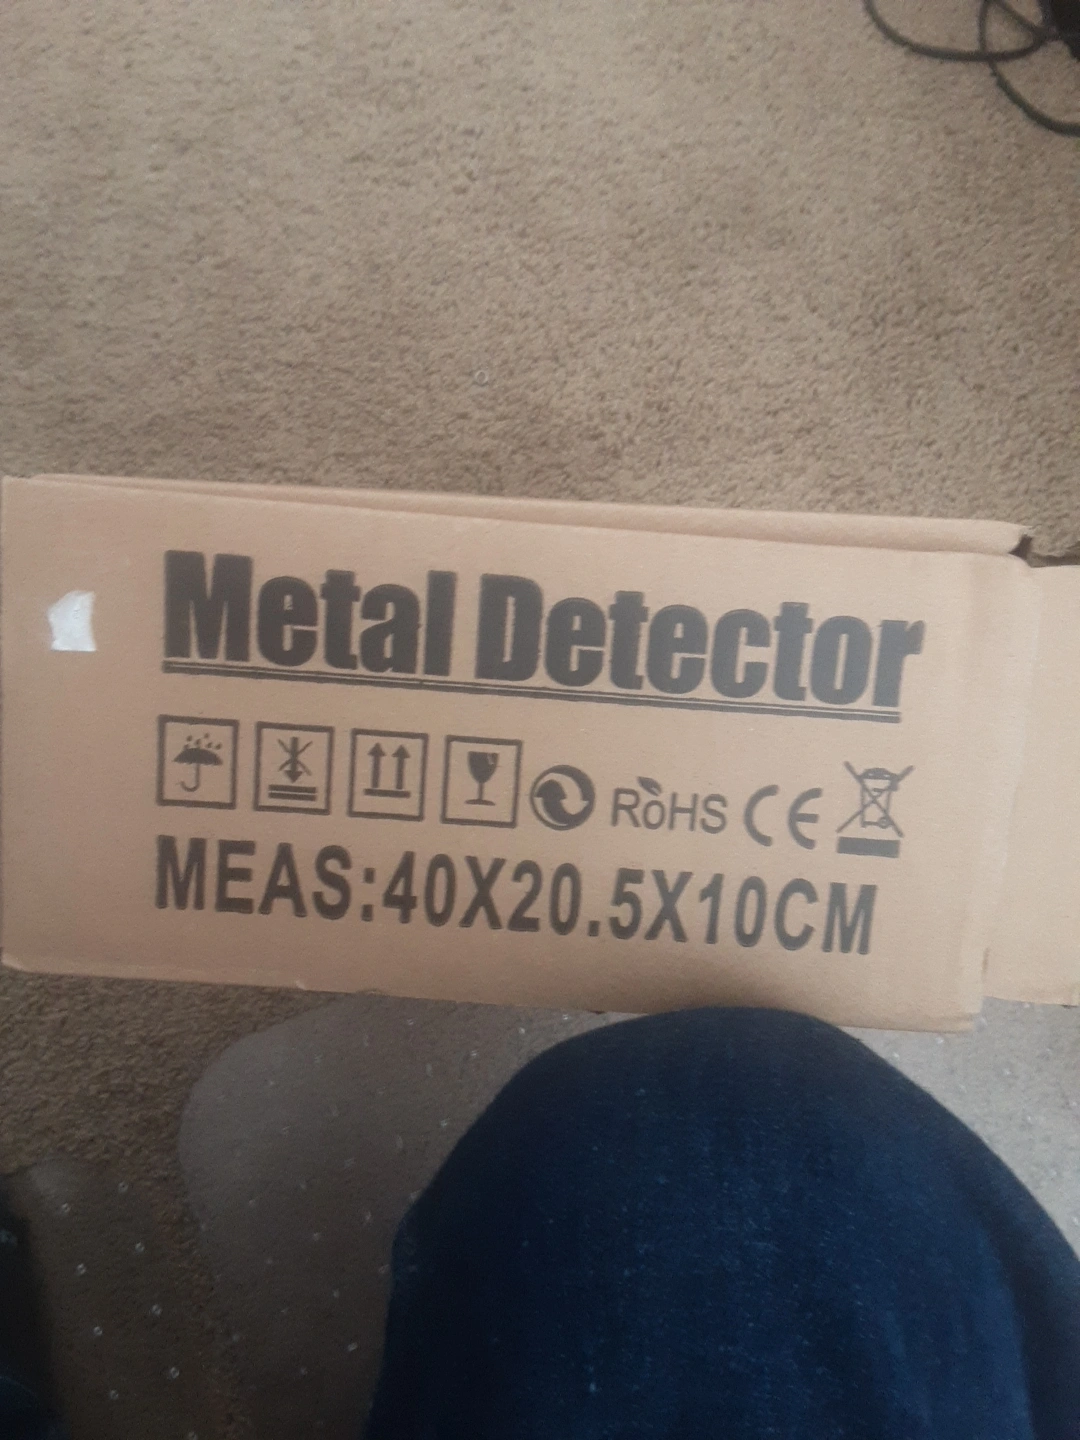 Metal Detector
RoHS CE
MEAS:40X20.5X10CM